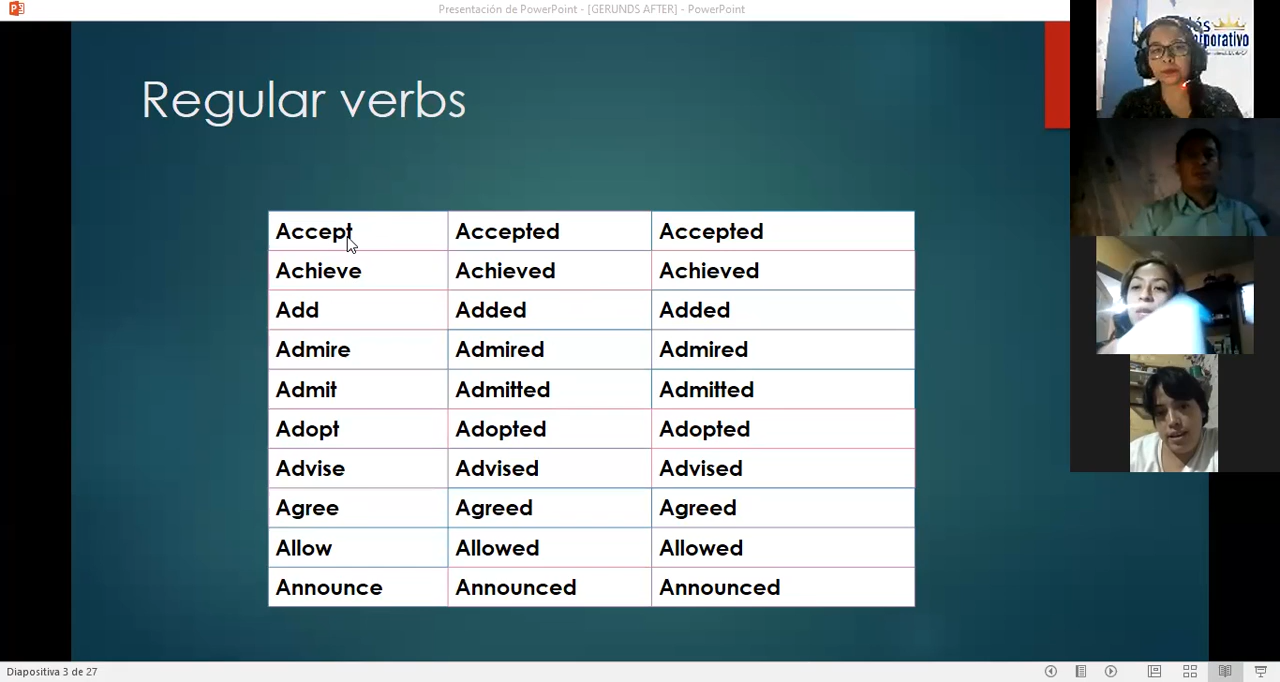 Presentación de PowerPoint - [GERUNDS AFTER] - PowerPoint
Regular verbs
Accept Accepted Accepted
Achieve Achieved Achieved
Add Added Added
Admire Admired Admired
Admit Admitted Admitted
Adopt Adopted Adopted
Advise Advised Advised
Agree Agreed Agreed
Allow Allowed Allowed
Announce Announced Announced
Diapositiva 3 de 27